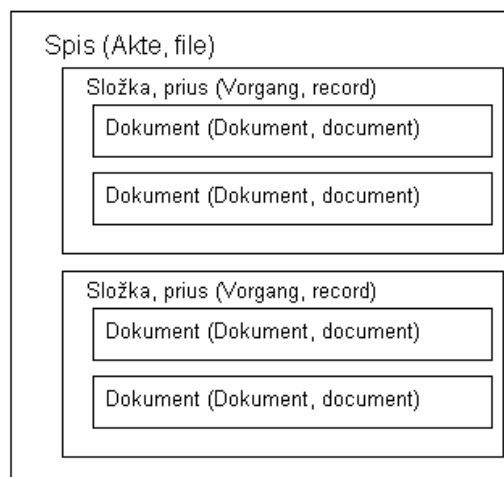 Spis (Akte, file)
Složka, prius (Vorgang, record)
Dokument (Dokument, document)
Dokument (Dokument, document)
Složka, prius (Vorgang, record)
Dokument (Dokument, document)
Dokument (Dokument, document)